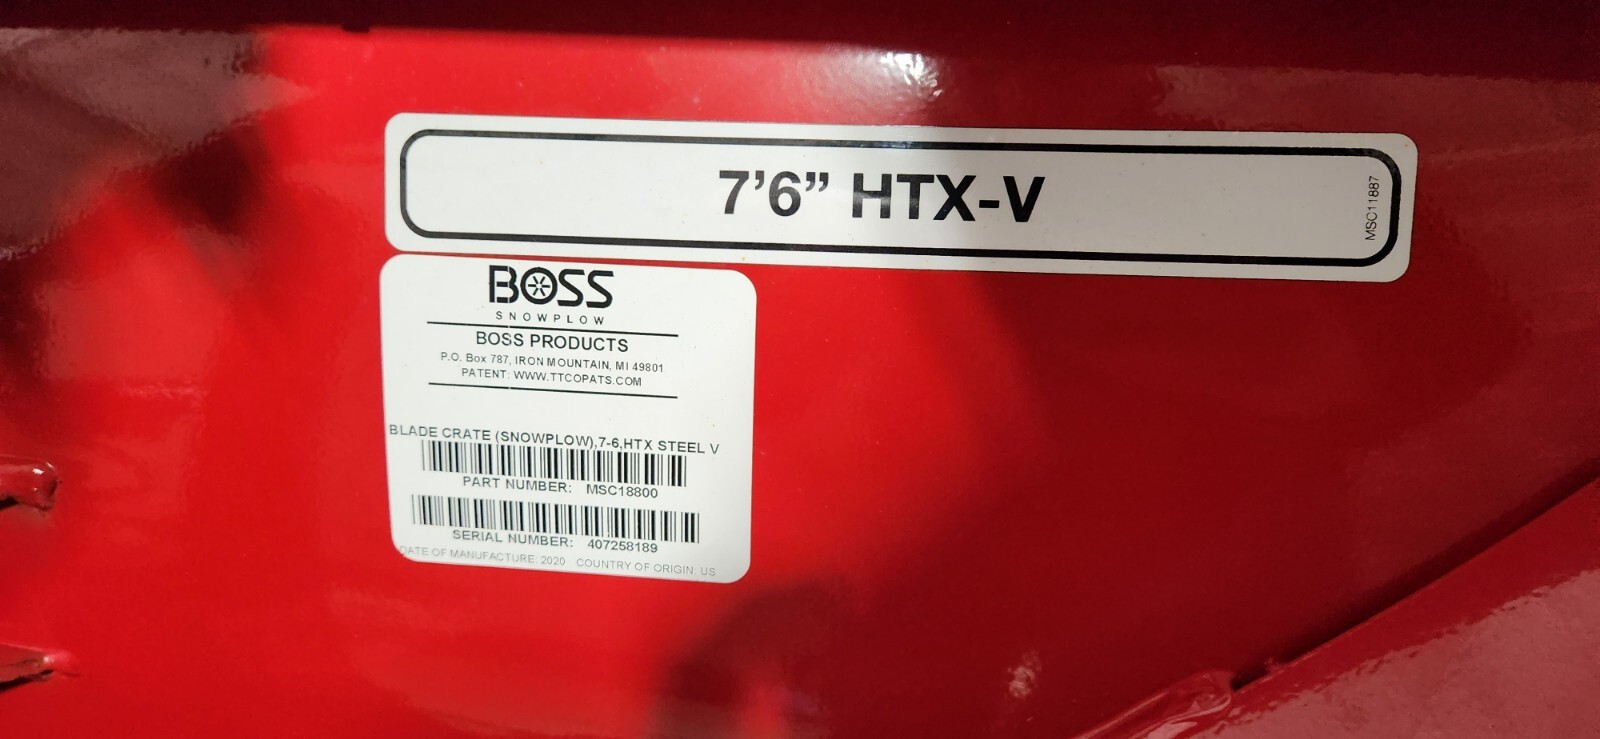 7’6” HTX-V
MSC11887
BOSS
SNOWPLOW
BOSS PRODUCTS
P.O. Box 787, IRON MOUNTAIN, MI 49801
PATENT: WWW.TTCOPATS.COM
BLADE CRATE (SNOWPLOW),7-6,HTX STEEL V
PART NUMBER: MSC18800
SERIAL NUMBER: 407258189
DATE OF MANUFACTURE: 2020 COUNTRY OF ORIGIN: US